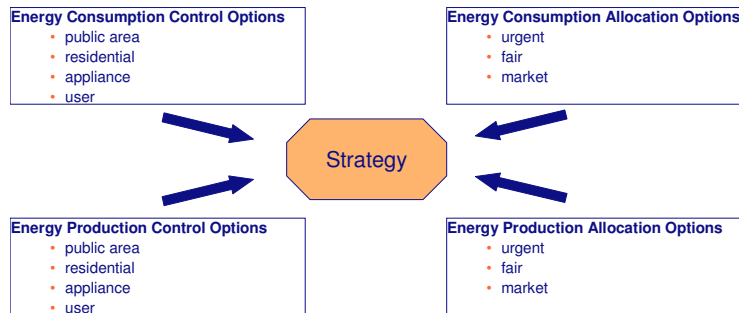 Energy Consumption Control Options
• public area
• residential
• appliance
• user
Energy Consumption Allocation Options
• urgent
• fair
• market
Strategy
Energy Production Control Options
• public area
• residential
• appliance
• user
Energy Production Allocation Options
• urgent
• fair
• market